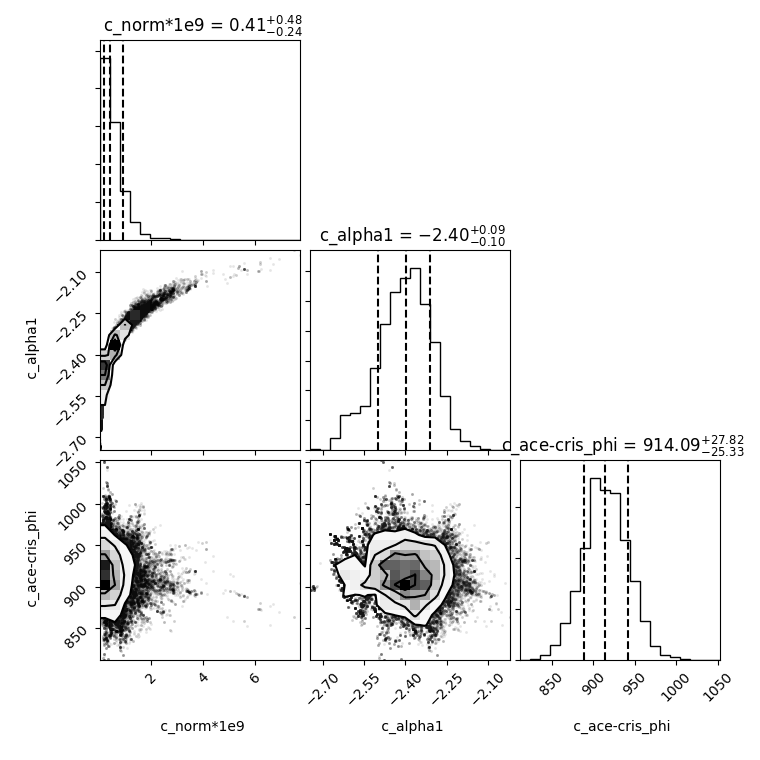 c_norm*1e9 = 0.41+0.48 −0.24
c_alpha1 = −2.40+0.09 −0.10
−2.10
−2.25
−2.40
−2.55
−2.70
c_alpha1
c_ace-cris_phi = 914.09+27.82 −25.33
1050
1000
950
900
850
c_ace-cris_phi
2 4 6
−2.70 −2.55 −2.40 −2.25 −2.10
850 900 950 1000 1050
c_norm*1e9 c_alpha1 c_ace-cris_phi